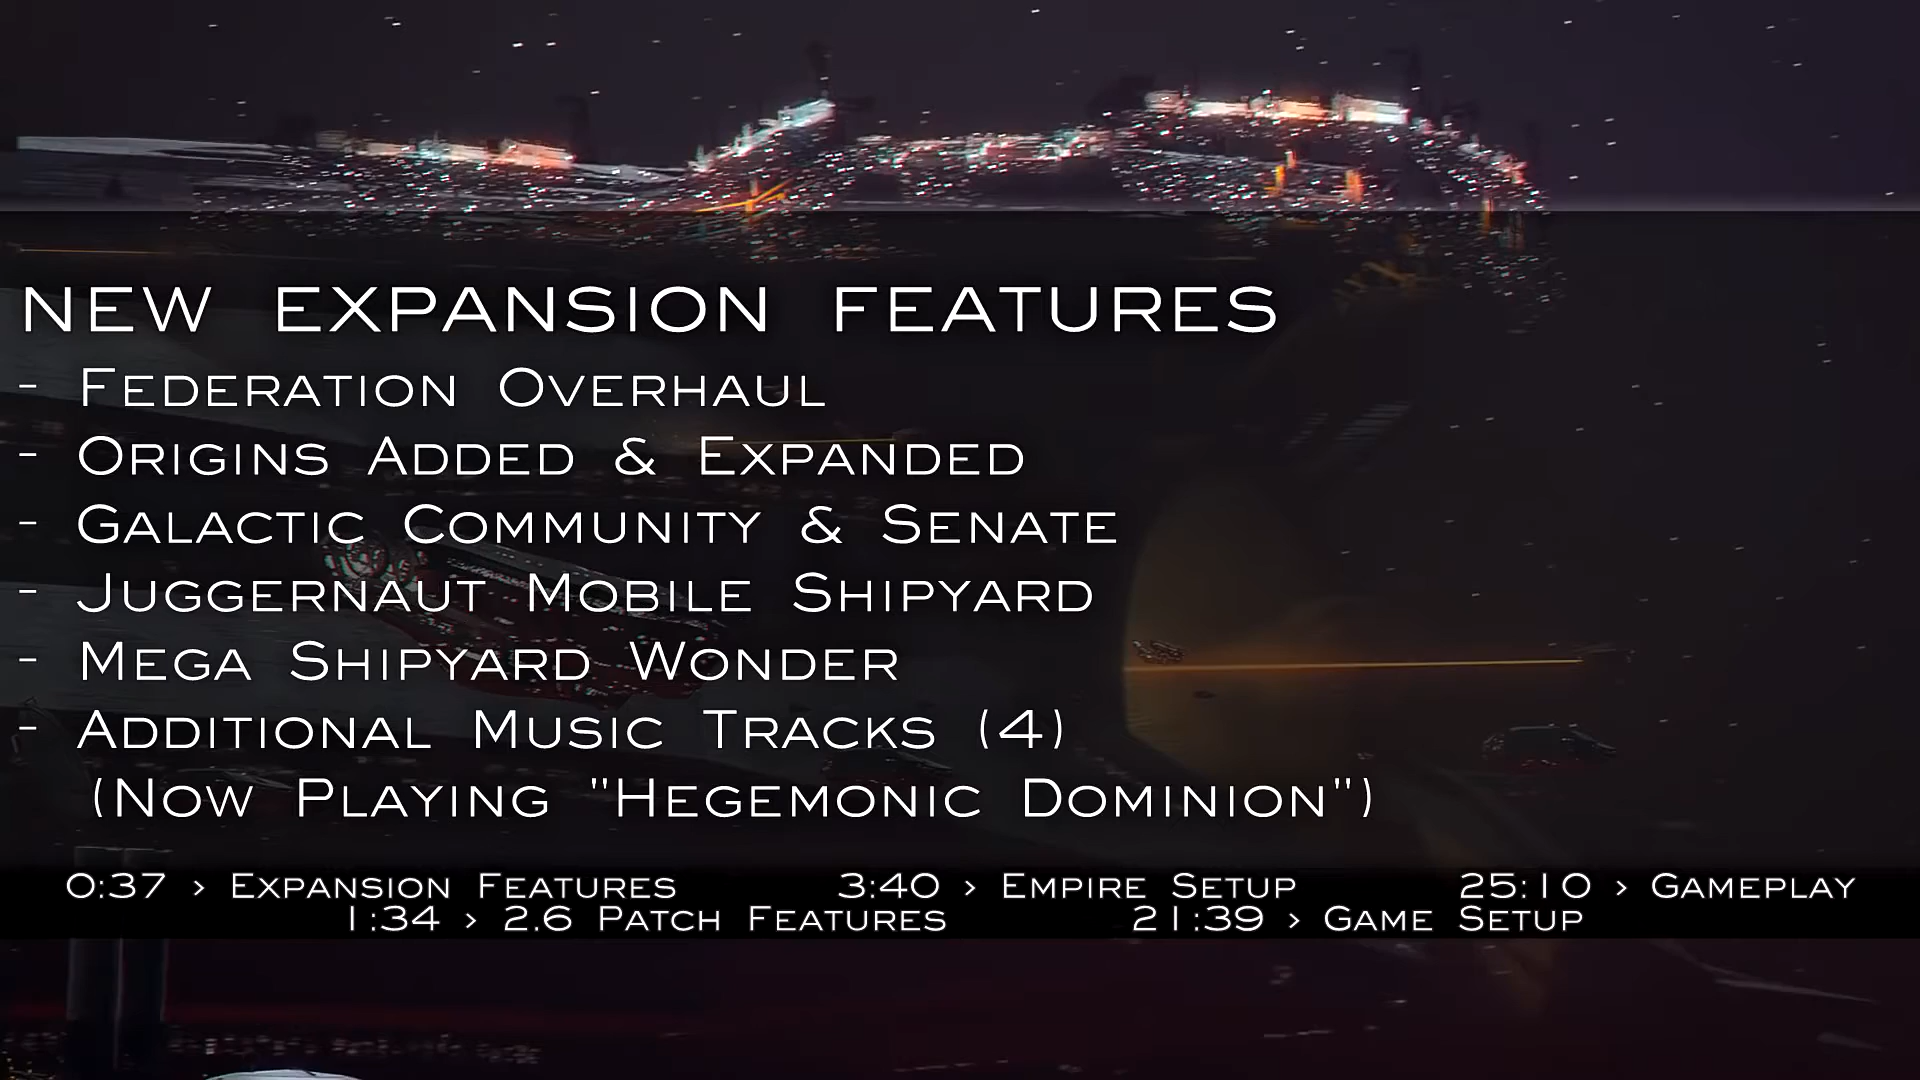 NEW EXPANSION FEATURES
- FEDERATION OVERHAUL
- ORIGINS ADDED & EXPANDED
- GALACTIC COMMUNITY & SENATE
- JUGGERNAUT MOBILE SHIPYARD
- MEGA SHIPYARD WONDER
- ADDITIONAL MUSIC TRACKS (4)
(NOW PLAYING "HEGEMONIC DOMINION")
0:37 > EXPANSION FEATURES 3:40 > EMPIRE SETUP 25:10 > GAMEPLAY
1:34 > 2.6 PATCH FEATURES 21:39 > GAME SETUP